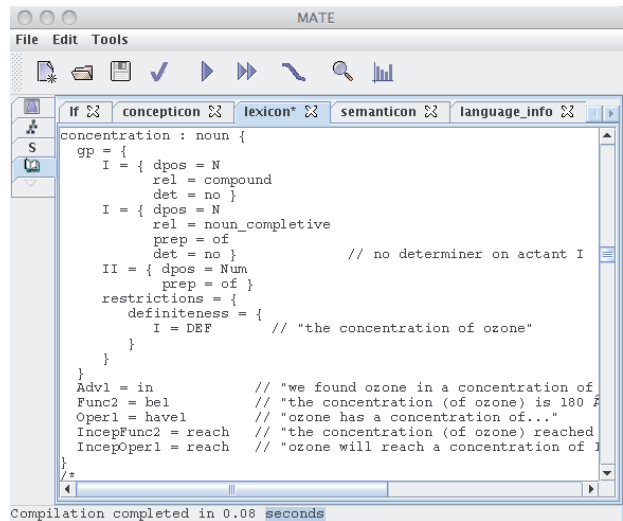 MATE
File Edit Tools
lf concepticon lexicon* semanticon language_info
S
concentration : noun {
gp = {
I = { dpos = N
rel = compound
det = no }
I = { dpos = N
rel = noun_completive
prep = of
det = no } // no determiner on actant I
II = { dpos = Num
prep = of }
restrictions = {
definiteness = {
I = DEF // "the concentration of ozone"
}
}
}
Adv1 = in // "we found ozone in a concentration of
Func2 = be1 // "the concentration (of ozone) is 180
Oper1 = have1 // "ozone has a concentration of..."
IncepFunc2 = reach // "the concentration (of ozone) reached
IncepOper1 = reach // "ozone will reach a concentration of
}
/*
Compilation completed in 0.08 seconds